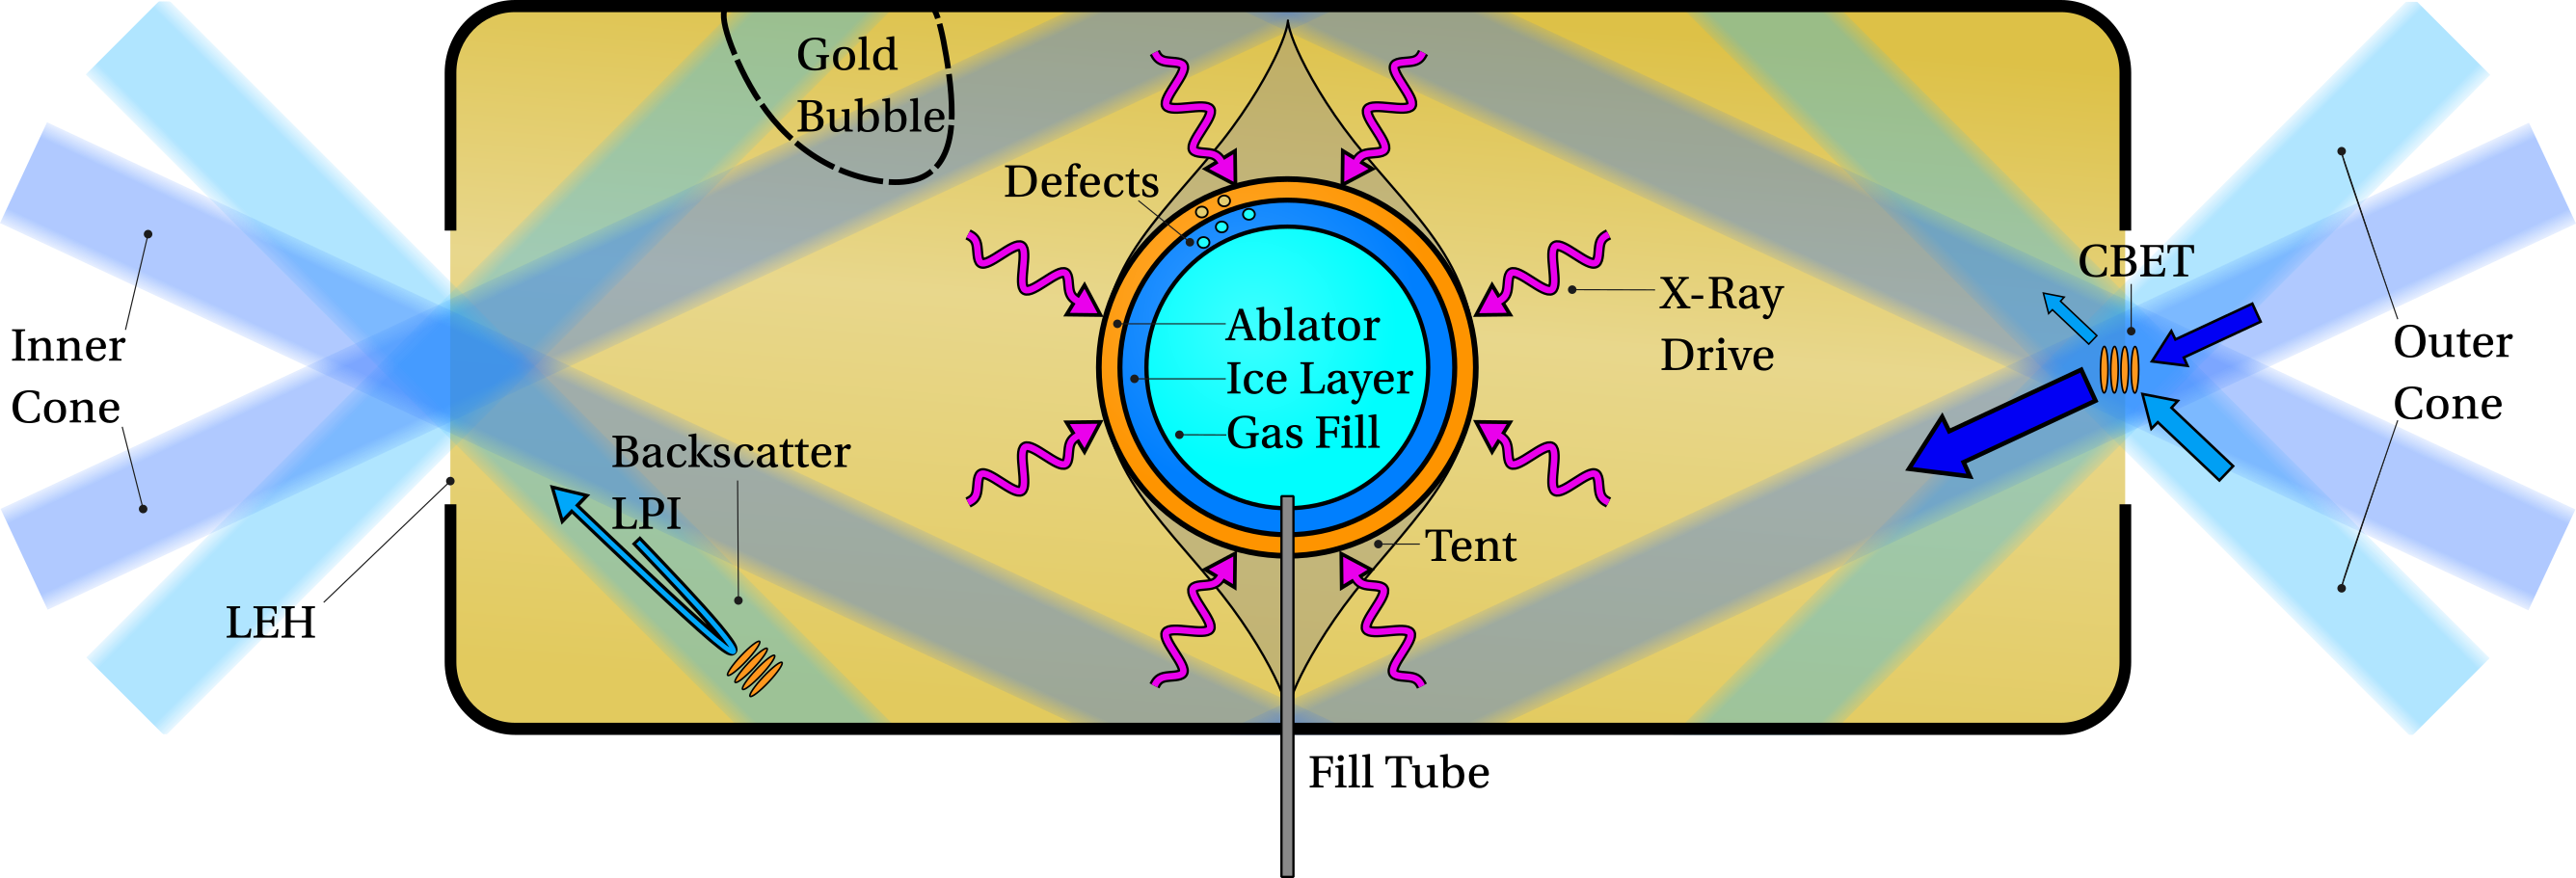 Gold
Bubble
Defects
CBET
X-Ray
Drive
Ablator
Ice Layer
Gas Fill
Inner
Cone
Outer
Cone
Backscatter
LPI
Tent
LEH
Fill Tube